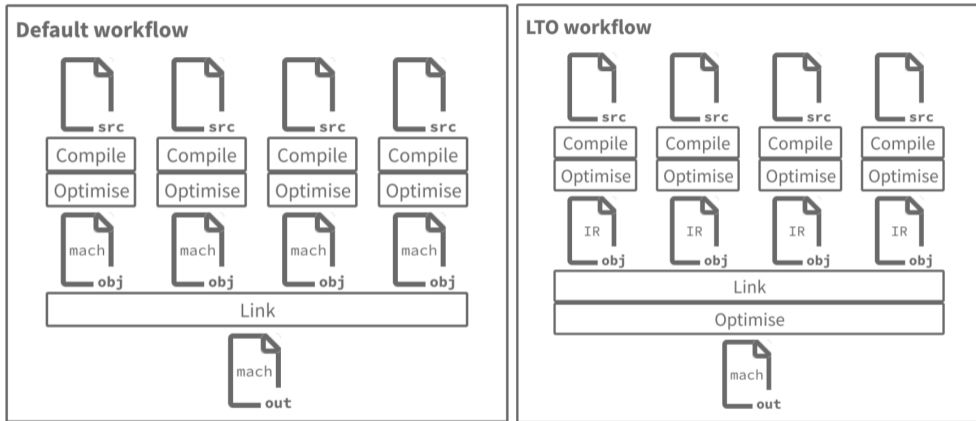 Default workflow
src src src src
Compile Compile Compile Compile
Optimise Optimise Optimise Optimise
mach mach mach mach
obj obj obj obj
Link
mach
out
LTO workflow
src src src src
Compile Compile Compile Compile
Optimise Optimise Optimise Optimise
IR IR IR IR
obj obj obj obj
Link
Optimise
mach
out